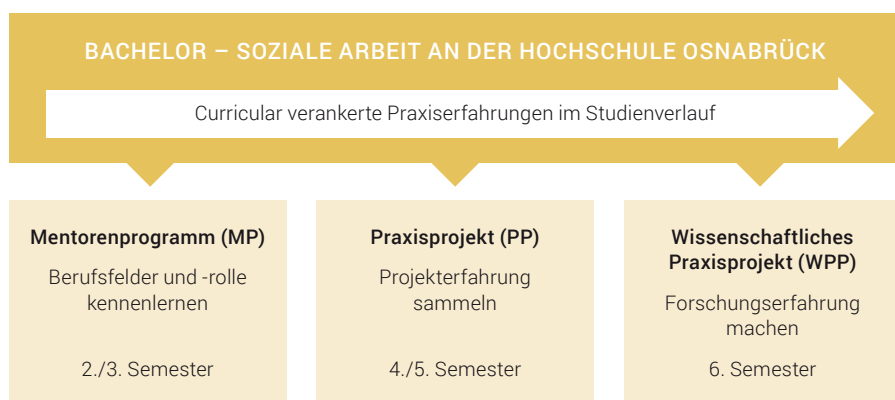 BACHELOR – SOZIALE ARBEIT AN DER HOCHSCHULE OSNABRÜCK
Curricular verankerte Praxiserfahrungen im Studienverlauf
Mentorenprogramm (MP)
Berufsfelder und -rolle
kennenlernen
2./3. Semester
Praxisprojekt (PP)
Projekterfahrung
sammeln
4./5. Semester
Wissenschaftliches
Praxisprojekt (WPP)
Forschungserfahrung
machen
6. Semester